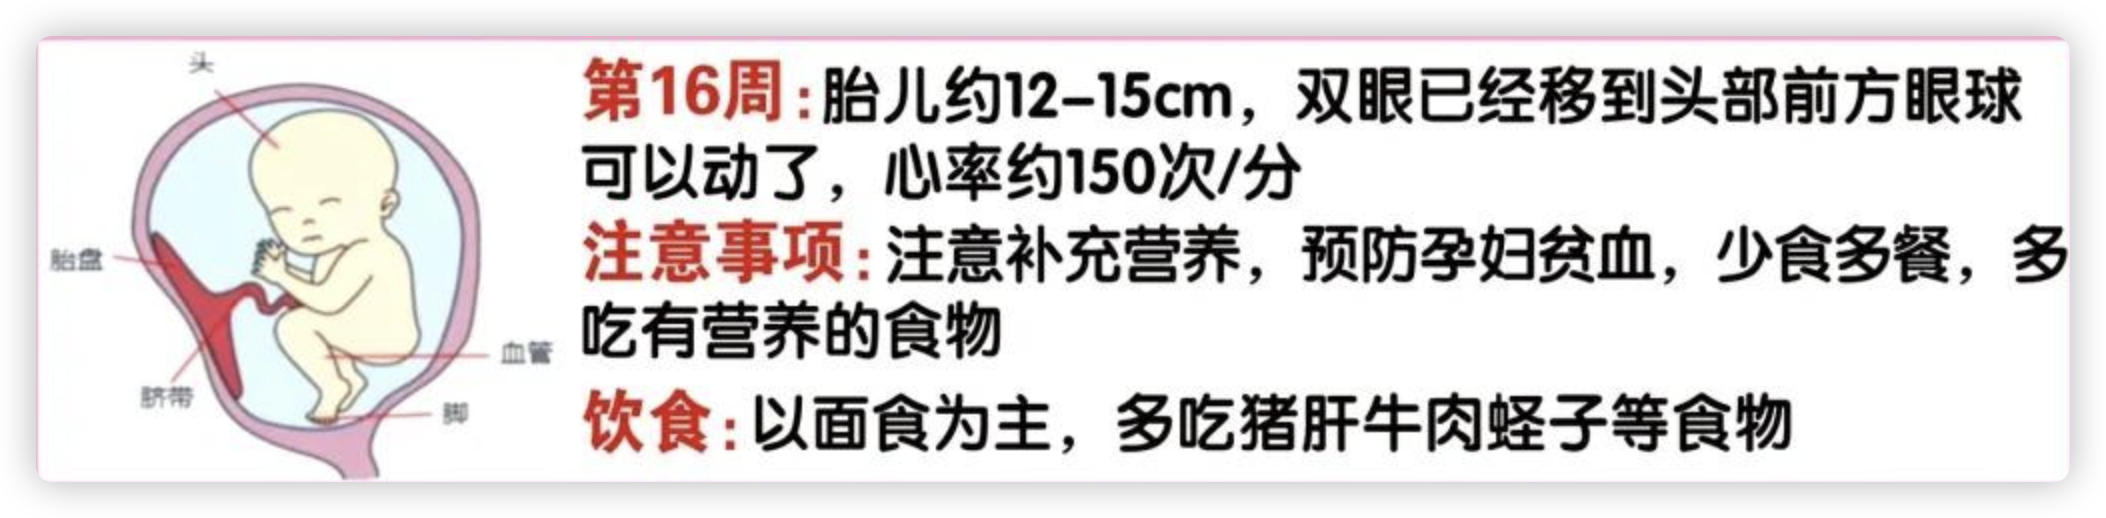 头
胎盘
脐带
血管
脚
第16周:胎儿约12-15cm，双眼已经移到头部前方眼球
可以动了，心率约150次/分
注意事项:注意补充营养，预防孕妇贫血，少食多餐，多
吃有营养的食物
饮食:以面食为主，多吃猪肝牛肉蛏子等食物